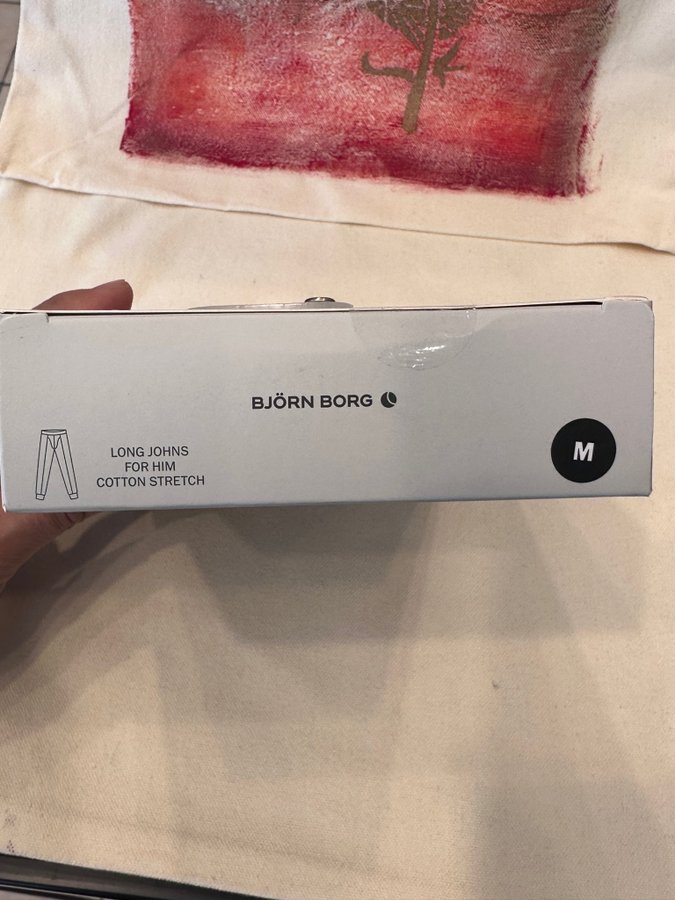 BJÖRN BORG
LONG JOHNS
FOR HIM
COTTON STRETCH
M